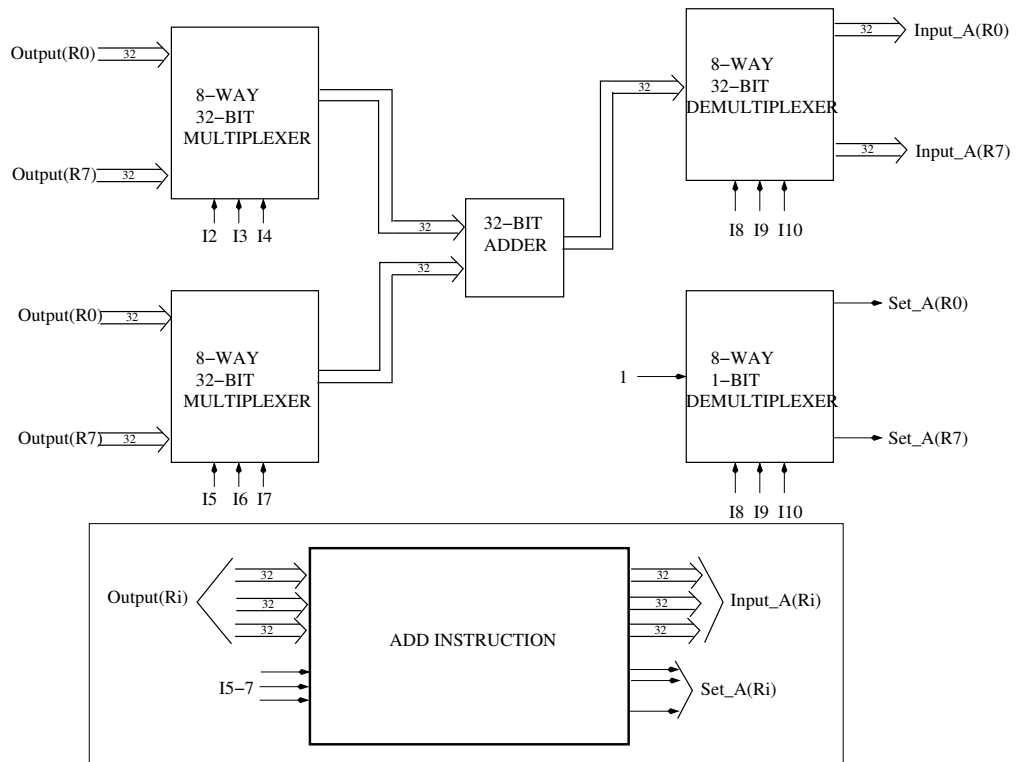 Output(R0)
32
8−WAY
32−BIT
MULTIPLEXER
Output(R7)
32
I2 I3 I4
32
32−BIT
ADDER
32
8−WAY
32−BIT
DEMULTIPLEXER
32
Input_A(R0)
32
Input_A(R7)
I8 I9 I10
Output(R0)
32
8−WAY
32−BIT
MULTIPLEXER
Output(R7)
32
I5 I6 I7
32
1
8−WAY
1−BIT
DEMULTIPLEXER
Set_A(R0)
Set_A(R7)
I8 I9 I10
Output(Ri)
32
32
32
I5−7
ADD INSTRUCTION
32
32
32
Input_A(Ri)
Set_A(Ri)